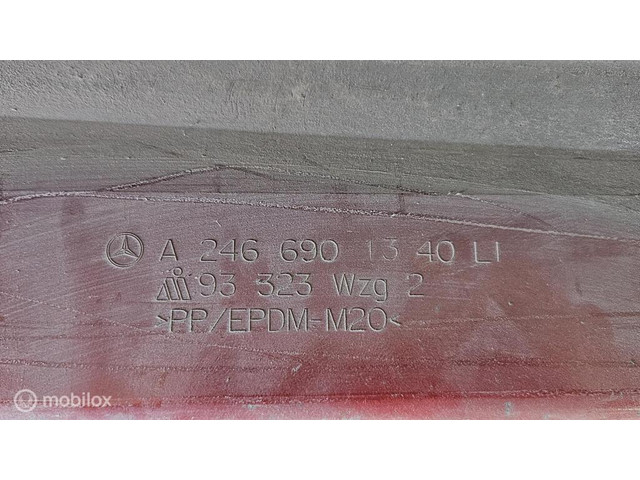 A 246 690 13 40 LI
93 323 Wzg 2
>PP/EPDM-M20<
mobilox